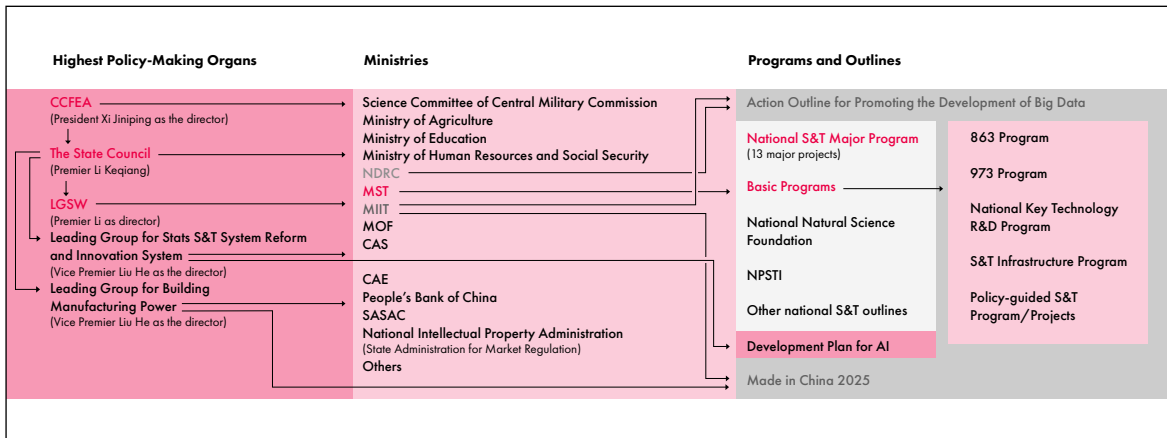 Highest Policy-Making Organs
CCFEA
(President Xi Jiniping as the director)
The State Council
(Premier Li Keqiang)
LGSW
(Premier Li as director)
Leading Group for Stats S&T System Reform
and Innovation System
(Vice Premier Liu He as the director)
Leading Group for Building
Manufacturing Power
(Vice Premier Liu He as the director)
Ministries
Science Committee of Central Military Commission
Ministry of Agriculture
Ministry of Education
Ministry of Human Resources and Social Security
NDRC
MST
MIIT
MOF
CAS
CAE
People's Bank of China
SASAC
National Intellectual Property Administration
(State Administration for Market Regulation)
Others
Programs and Outlines
Action Outline for Promoting the Development of Big Data
National S&T Major Program
(13 major projects)
Basic Programs
National Natural Science
Foundation
NPSTI
Other national S&T outlines
Development Plan for AI
Made in China 2025
863 Program
973 Program
National Key Technology
R&D Program
S&T Infrastructure Program
Policy-guided S&T
Program/Projects